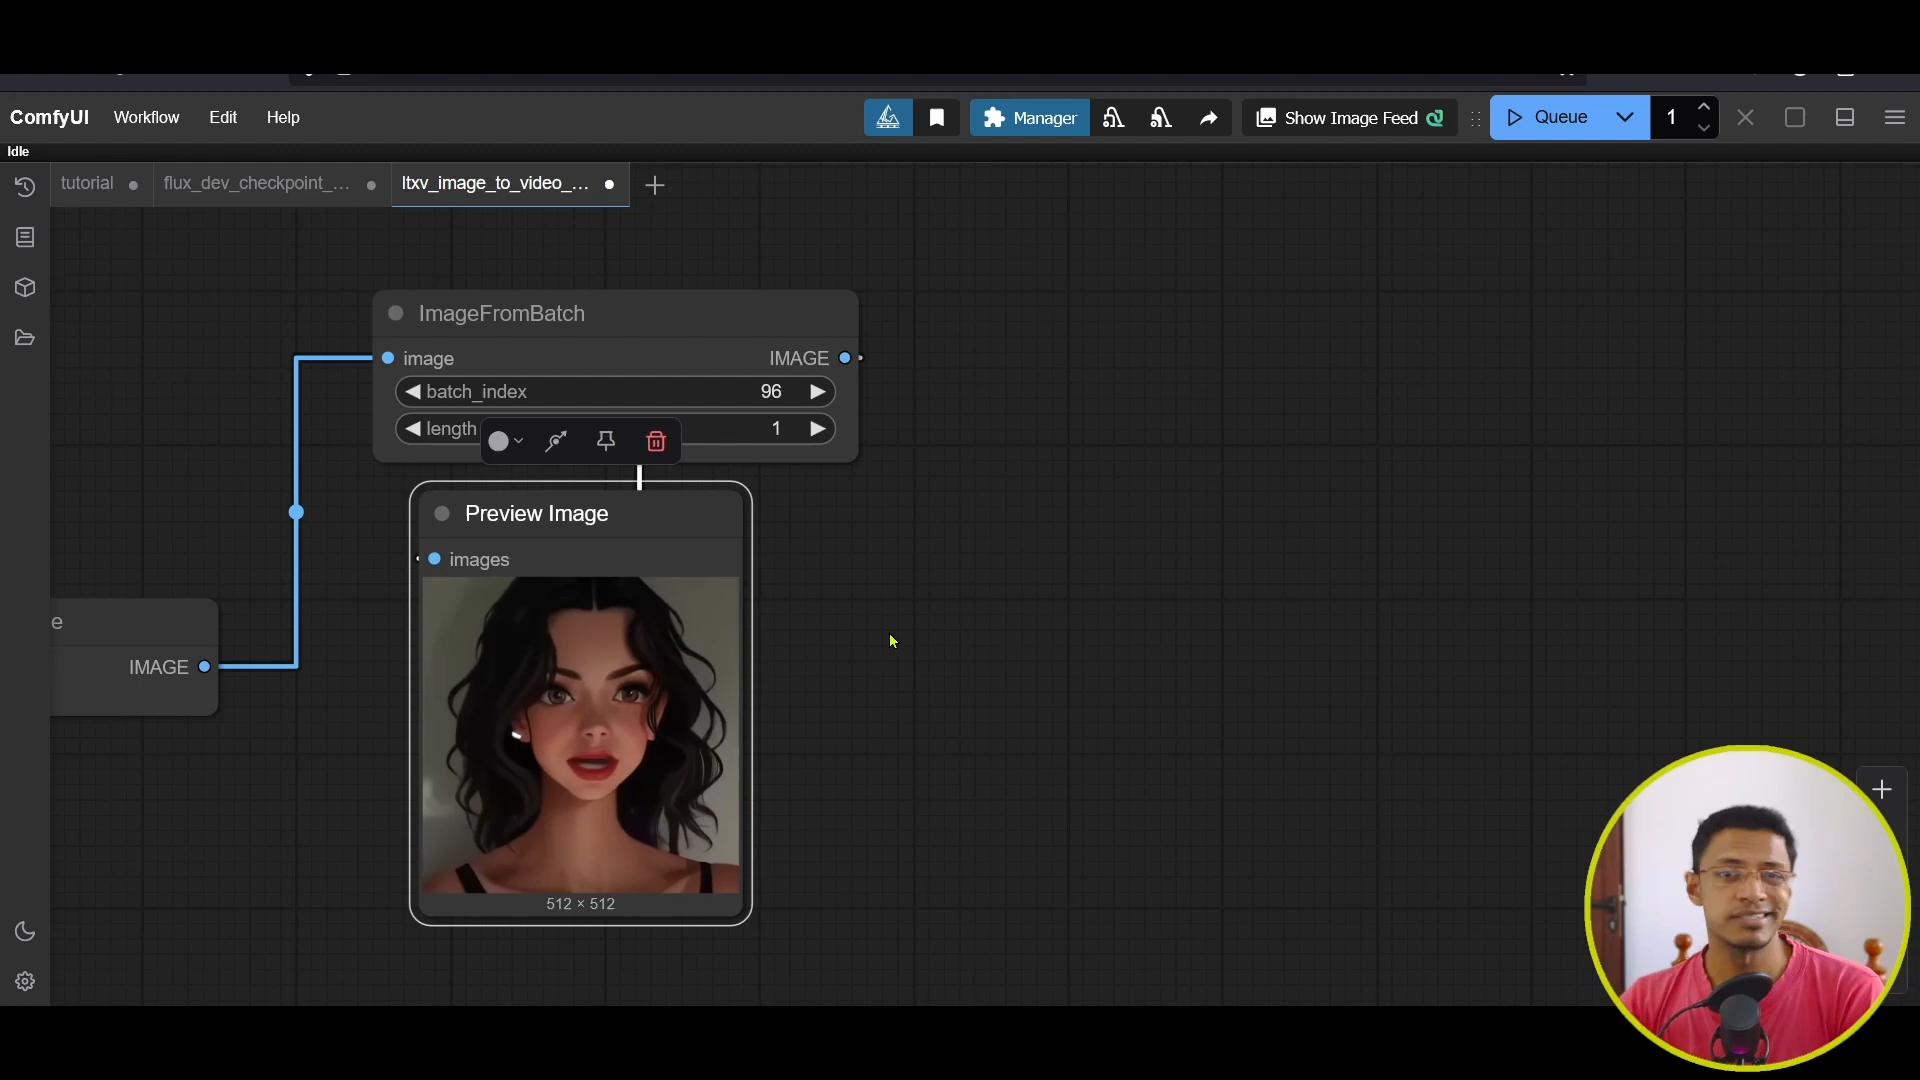 ComfyUI Workflow Edit Help Manager Show Image Feed Queue 1
Idle
tutorial flux_dev_checkpoint_... ltxv_image_to_video_...
ImageFromBatch
image IMAGE
batch_index 96
length 1
Preview Image
images
e
IMAGE
512 × 512